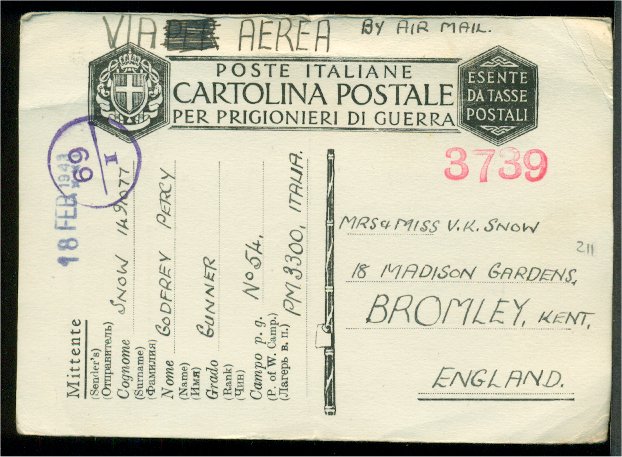 VIA AEREA BY AIR MAIL.
POSTE ITALIANE
CARTOLINA POSTALE
PER PRIGIONIERI DI GUERRA
ESENTE
DA TASSE
POSTALI
3739
69
II
18 FEB 1943
Mittente
(Sender's)
(Отправитель)
Cognome SNOW 1491077
(Surname)
(Фамилия)
Nome GODFREY PERCY
(Name)
(Имя)
Grado GUNNER
(Rank)
(Чин)
Campo p. g. No 54,
(P. of W. Camp.) PM 3300, ITALIA.
(Лагерь в. п.)
MRS & MISS V.K. SNOW
211
18 MADISON GARDENS,
BROMLEY, KENT,
ENGLAND.